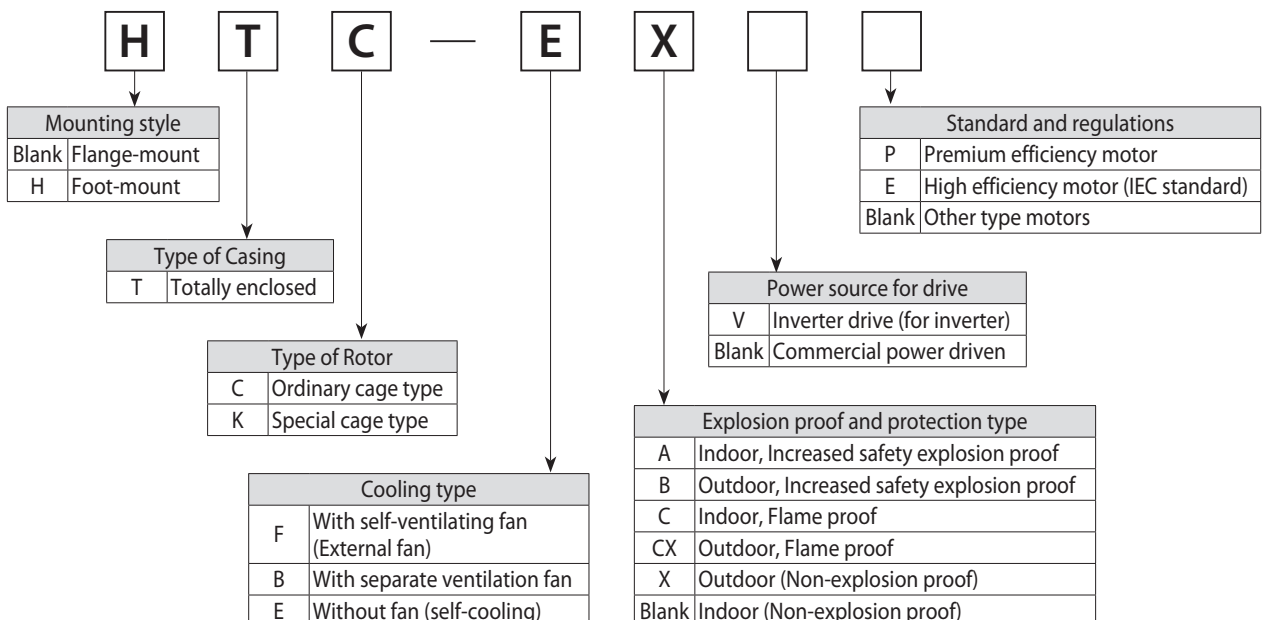 H T C — E X
Mounting style
Blank Flange-mount
H Foot-mount
Standard and regulations
P Premium efficiency motor
E High efficiency motor (IEC standard)
Blank Other type motors
Type of Casing
T Totally enclosed
Power source for drive
V Inverter drive (for inverter)
Blank Commercial power driven
Type of Rotor
C Ordinary cage type
K Special cage type
Explosion proof and protection type
A Indoor, Increased safety explosion proof
B Outdoor, Increased safety explosion proof
C Indoor, Flame proof
CX Outdoor, Flame proof
X Outdoor (Non-explosion proof)
Blank Indoor (Non-explosion proof)
Cooling type
F With self-ventilating fan
(External fan)
B With separate ventilation fan
E Without fan (self-cooling)